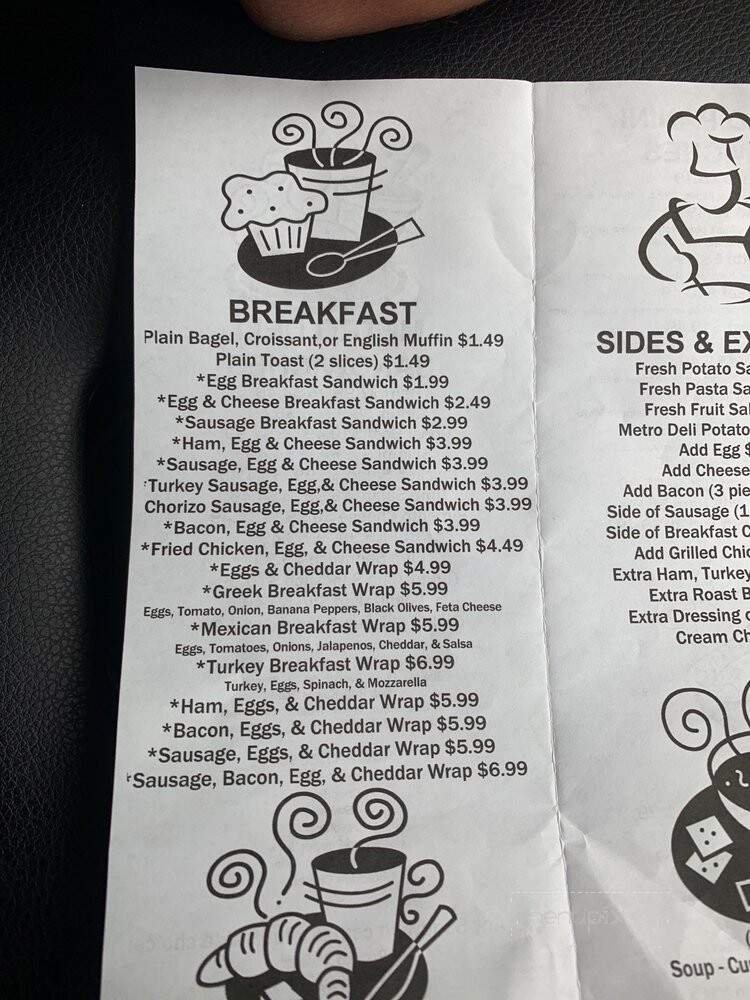 BREAKFAST
Plain Bagel, Croissant,or English Muffin $1.49
Plain Toast (2 slices) $1.49
*Egg Breakfast Sandwich $1.99
*Egg & Cheese Breakfast Sandwich $2.49
*Sausage Breakfast Sandwich $2.99
*Ham, Egg & Cheese Sandwich $3.99
*Sausage, Egg & Cheese Sandwich $3.99
*Turkey Sausage, Egg,& Cheese Sandwich $3.99
Chorizo Sausage, Egg,& Cheese Sandwich $3.99
*Bacon, Egg & Cheese Sandwich $3.99
*Fried Chicken, Egg, & Cheese Sandwich $4.49
*Eggs & Cheddar Wrap $4.99
*Greek Breakfast Wrap $5.99
Eggs, Tomato, Onion, Banana Peppers, Black Olives, Feta Cheese
*Mexican Breakfast Wrap $5.99
Eggs, Tomatoes, Onions, Jalapenos, Cheddar, & Salsa
*Turkey Breakfast Wrap $6.99
Turkey, Eggs, Spinach, & Mozzarella
*Ham, Eggs, & Cheddar Wrap $5.99
*Bacon, Eggs, & Cheddar Wrap $5.99
*Sausage, Eggs, & Cheddar Wrap $5.99
*Sausage, Bacon, Egg, & Cheddar Wrap $6.99
SIDES & EX
Fresh Potato Sa
Fresh Pasta Sa
Fresh Fruit Sal
Metro Deli Potato
Add Egg $
Add Cheese
Add Bacon (3 pie
Side of Sausage (1
Side of Breakfast C
Add Grilled Chic
Extra Ham, Turkey
Extra Roast B
Extra Dressing o
Cream Ch
Soup - Cu